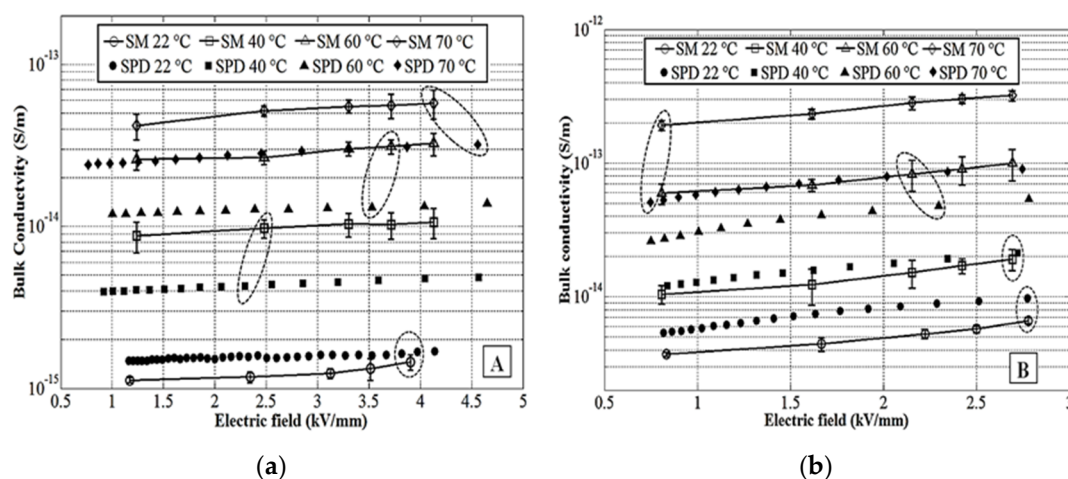 SM 22 °C SM 40 °C SM 60 °C SM 70 °C
SPD 22 °C SPD 40 °C SPD 60 °C SPD 70 °C
10-13
10-14
10-15
Bulk Conductvity (S/m)
A
0.5 1 1.5 2 2.5 3 3.5 4 4.5 5
Electric field (kV/mm)
(a)
SM 22 °C SM 40 °C SM 60 °C SM 70 °C
SPD 22 °C SPD 40 °C SPD 60 °C SPD 70 °C
10-12
10-13
10-14
Bulk conductivity (S/m)
B
0.5 1 1.5 2 2.5 3
Electric field (kV/mm)
(b)